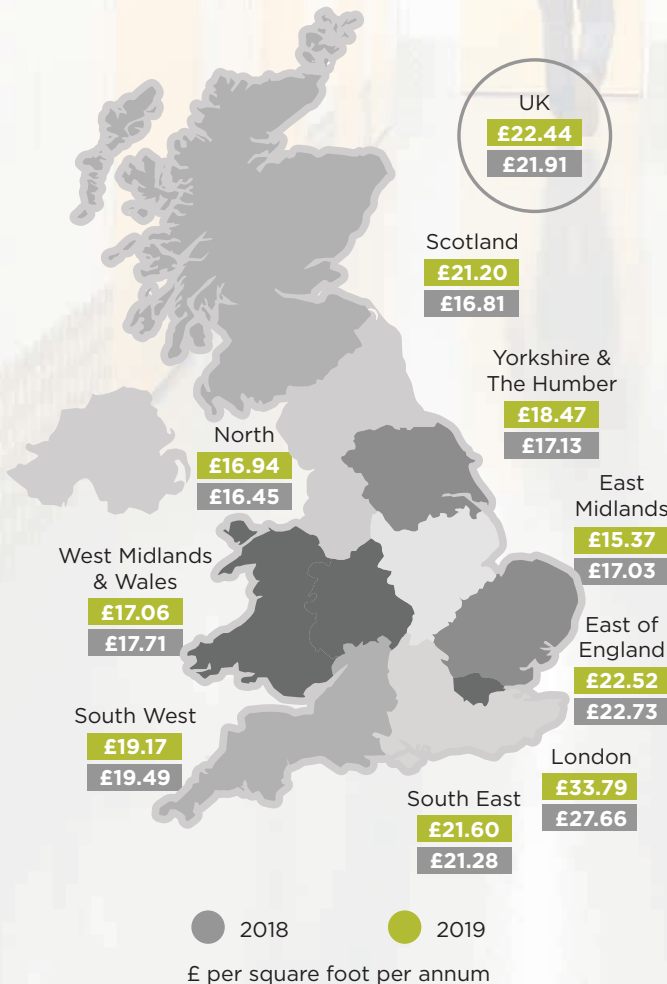 UK
£22.44
£21.91
Scotland
£21.20
£16.81
Yorkshire &
The Humber
£18.47
£17.13
North
£16.94
£16.45
East
Midlands
£15.37
£17.03
West Midlands
& Wales
£17.06
£17.71
East of
England
£22.52
£22.73
South West
£19.17
£19.49
London
£33.79
£27.66
South East
£21.60
£21.28
2018
2019
£ per square foot per annum